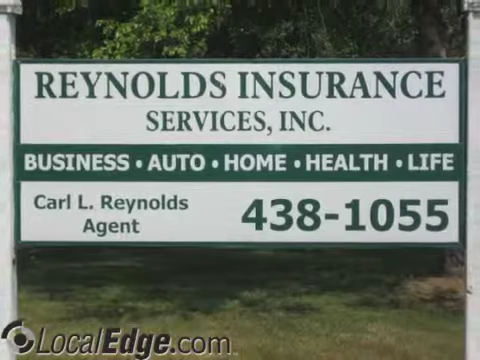 REYNOLDS INSURANCE
SERVICES, INC.
BUSINESS • AUTO • HOME • HEALTH • LIFE
Carl L. Reynolds
Agent
438-1055
LocalEdge.com